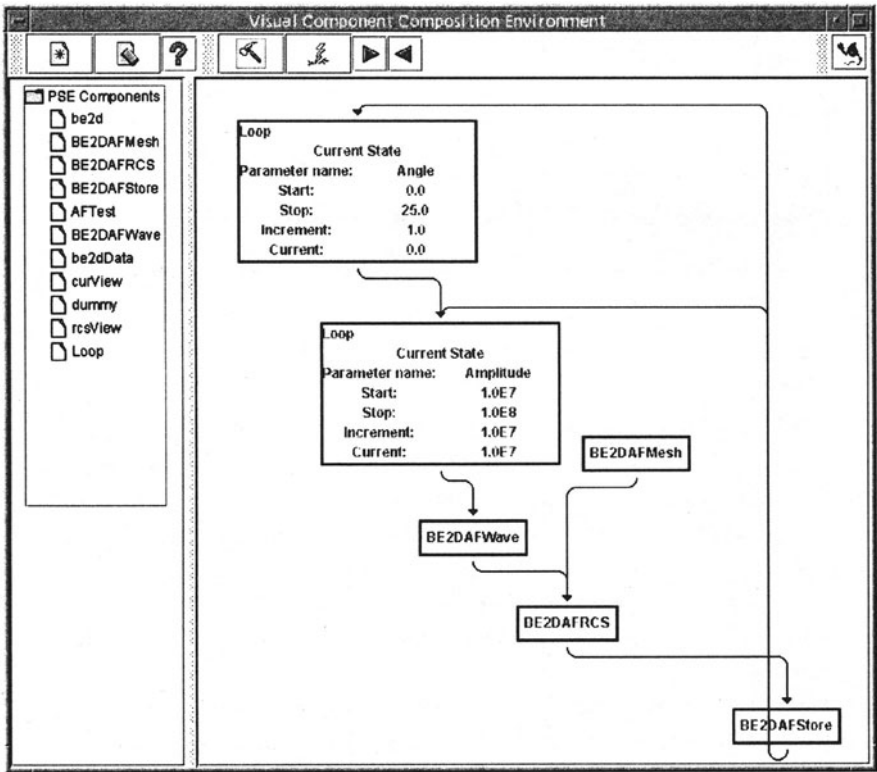 Visual Component Composition Environment
?
PSE Components
be2d
BE2DAFMesh
BE2DAFRCS
BE2DAFStore
AFTest
BE2DAFWave
be2dData
curView
dummy
rcsView
Loop
Loop
Current State
Parameter name: Angle
Start: 0.0
Stop: 25.0
Increment: 1.0
Current: 0.0
Loop
Current State
Parameter name: Amplitude
Start: 1.0E7
Stop: 1.0E8
Increment: 1.0E7
Current: 1.0E7
BE2DAFMesh
BE2DAFWave
BE2DAFRCS
BE2DAFStore